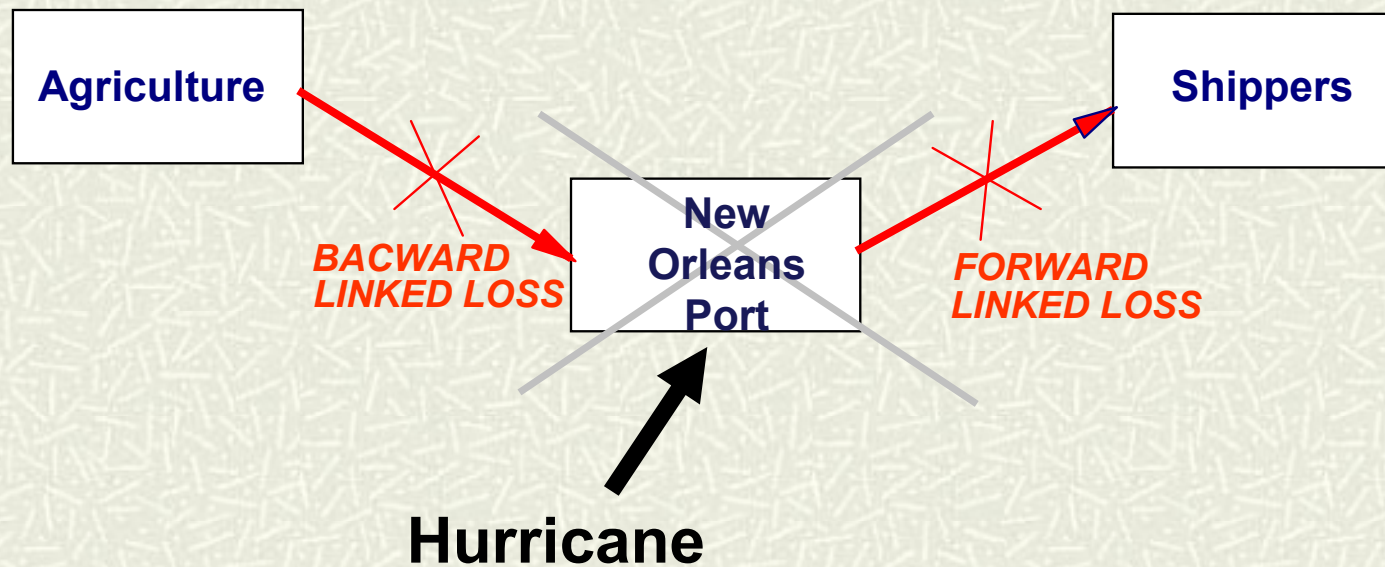 Agriculture
Shippers
New
Orleans
Port
BACWARD
LINKED LOSS
FORWARD
LINKED LOSS
Hurricane